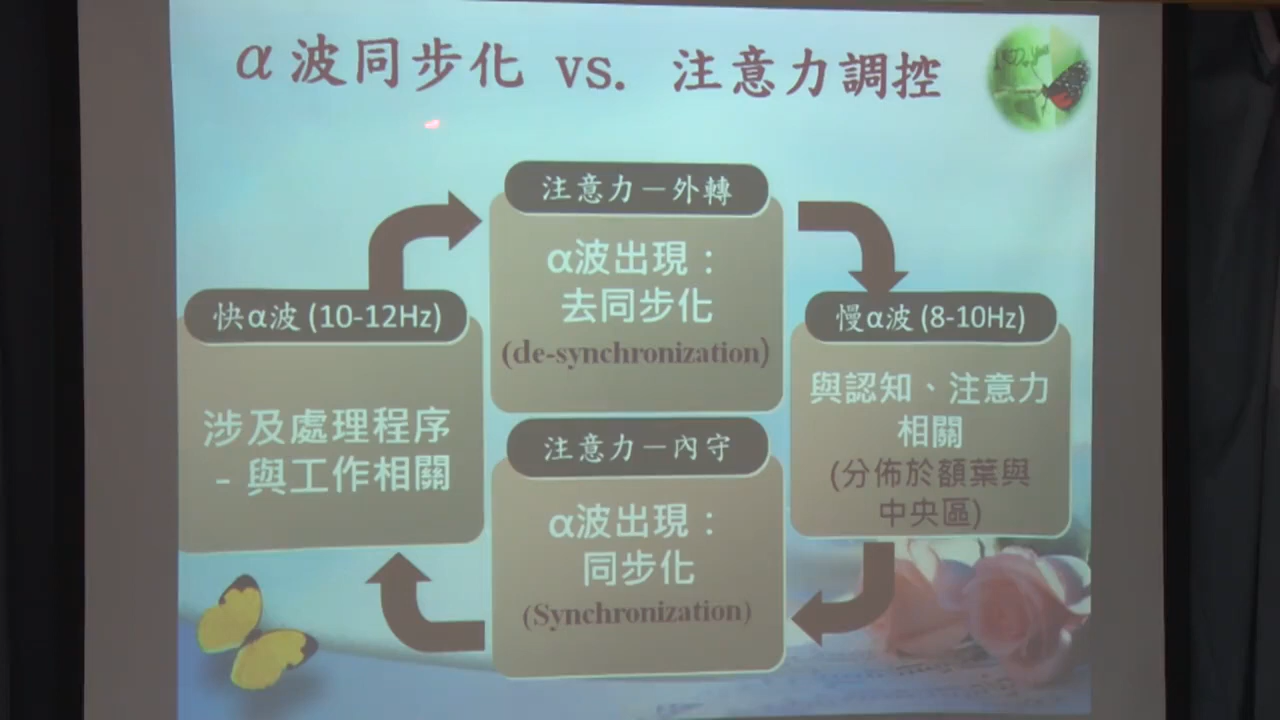 α波同步化 vs. 注意力調控
注意力－外轉
α波出現：
去同步化
(de-synchronization)
快α波 (10-12Hz)
涉及處理程序
- 與工作相關
慢α波 (8-10Hz)
與認知、注意力
相關
(分佈於額葉與
中央區)
注意力－內守
α波出現：
同步化
(Synchronization)